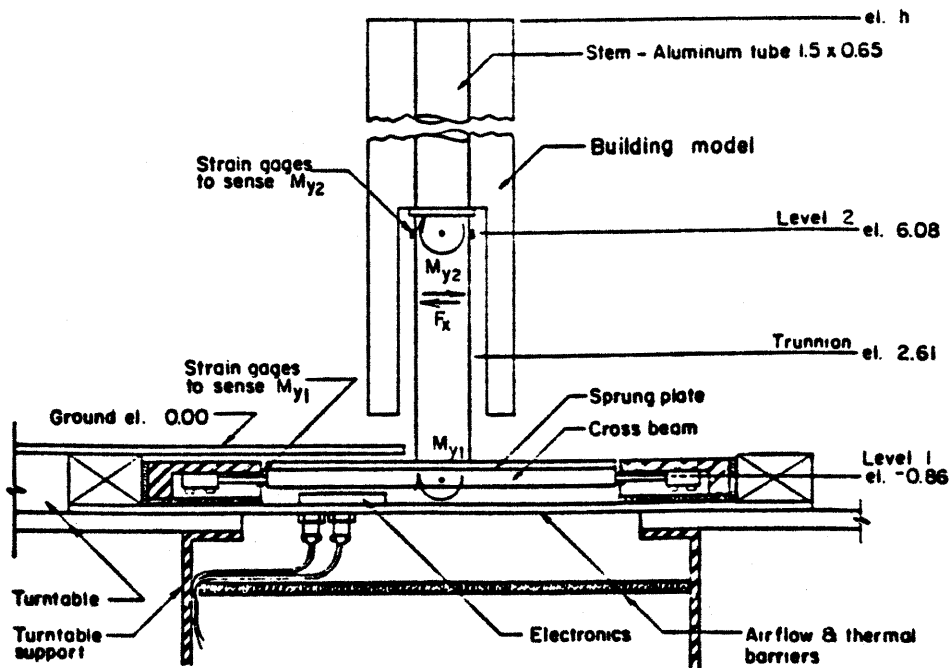 el. h
Stem - Aluminum tube 1.5 x 0.65
Building model
Strain gages
to sense My2
Level 2
el. 6.08
My2
Fx
Trunnion
el. 2.61
Strain gages
to sense My1
Ground el. 0.00
Sprung plate
My1
Cross beam
Level 1
el. -0.86
Turntable
Turntable
support
Electronics
Airflow & thermal
barriers